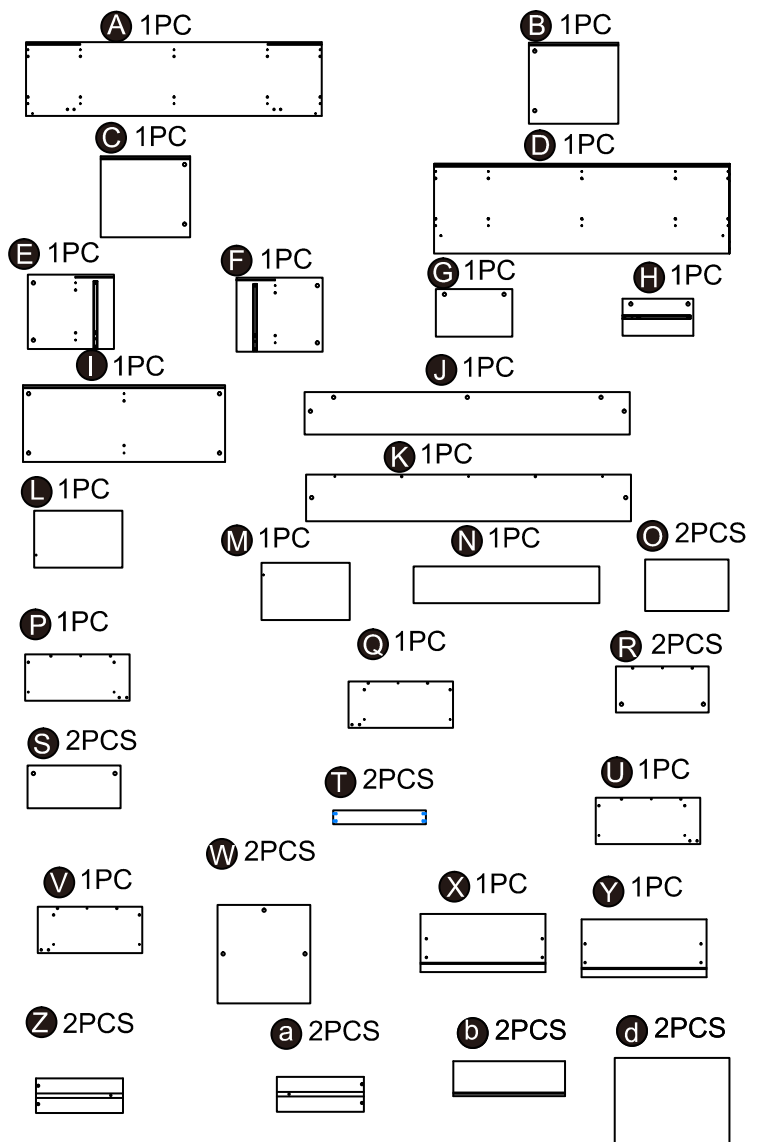 A 1PC
B 1PC
C 1PC
D 1PC
E 1PC
F 1PC
G 1PC
H 1PC
I 1PC
J 1PC
K 1PC
L 1PC
M 1PC
N 1PC
O 2PCS
P 1PC
Q 1PC
R 2PCS
S 2PCS
T 2PCS
U 1PC
V 1PC
W 2PCS
X 1PC
Y 1PC
Z 2PCS
a 2PCS
b 2PCS
d 2PCS